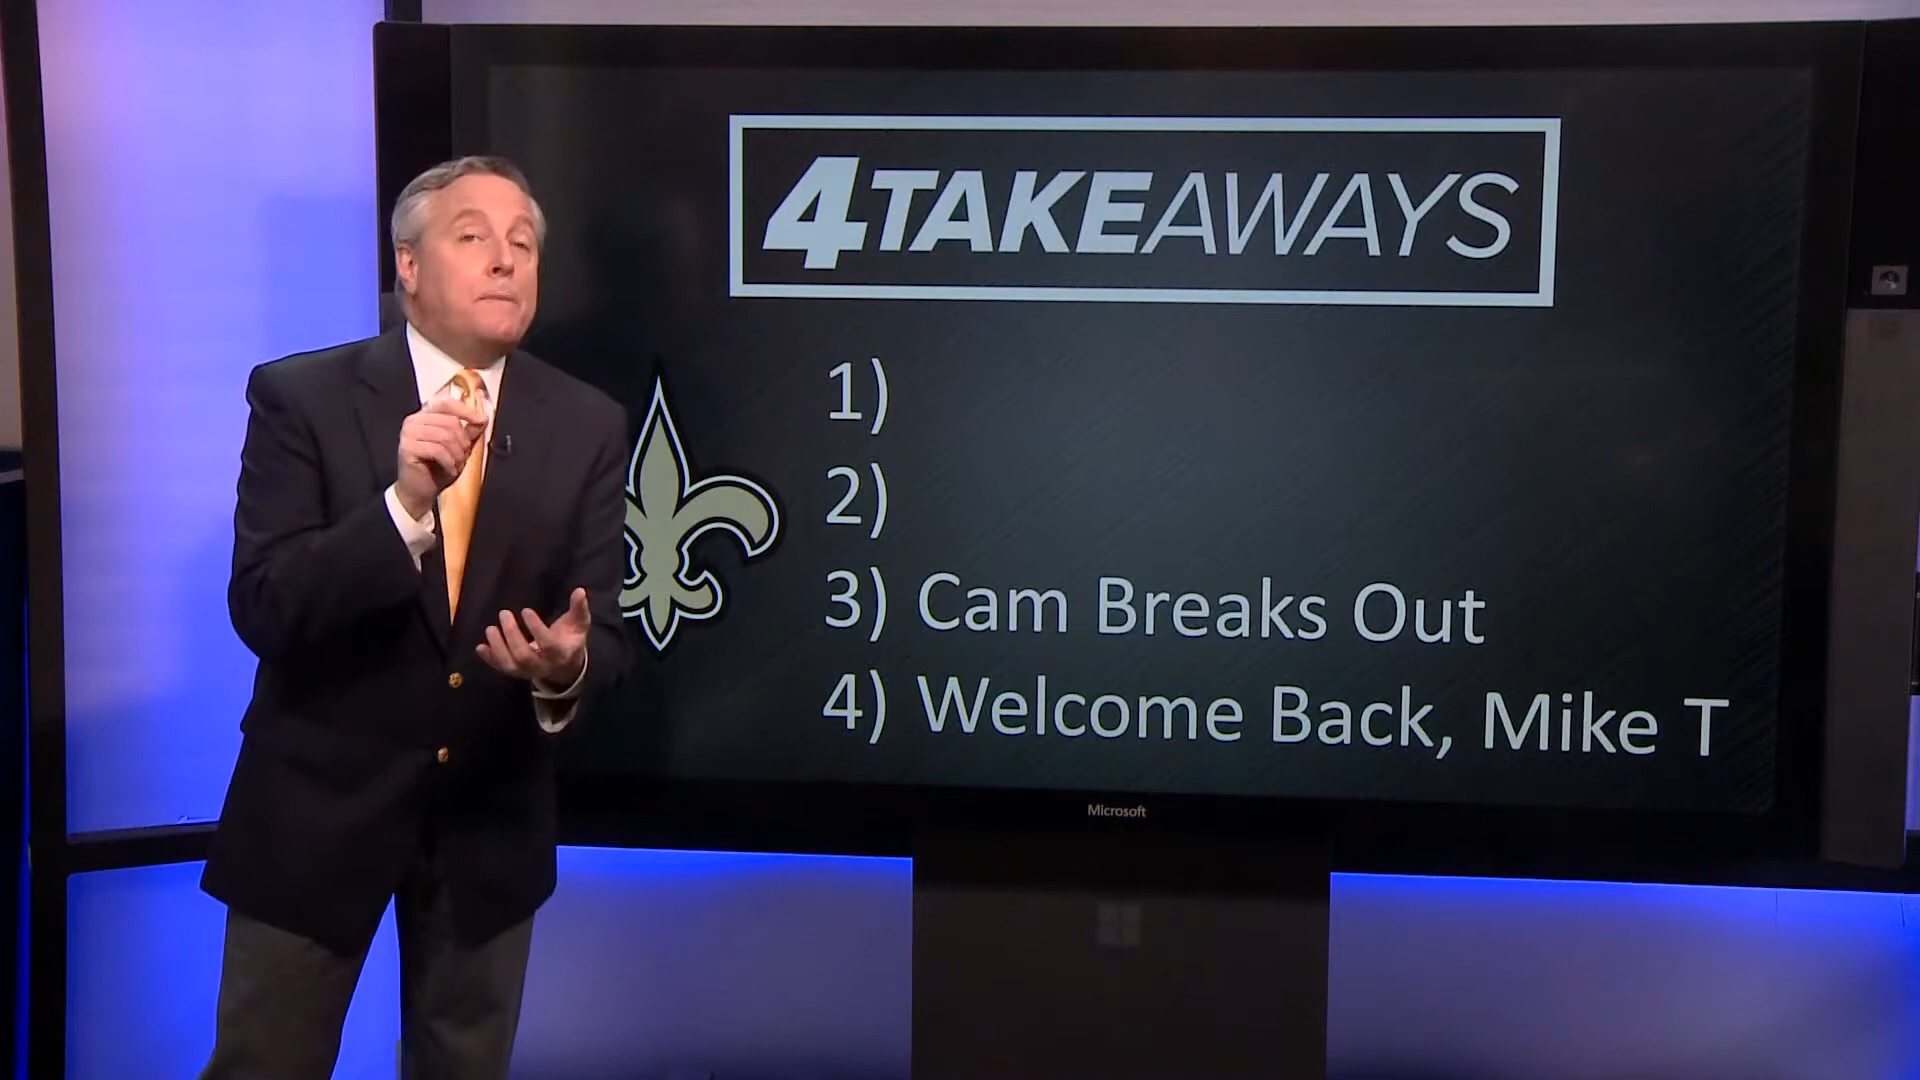 4TAKEAWAYS
1)
2)
3) Cam Breaks Out
4) Welcome Back, Mike T
Microsoft